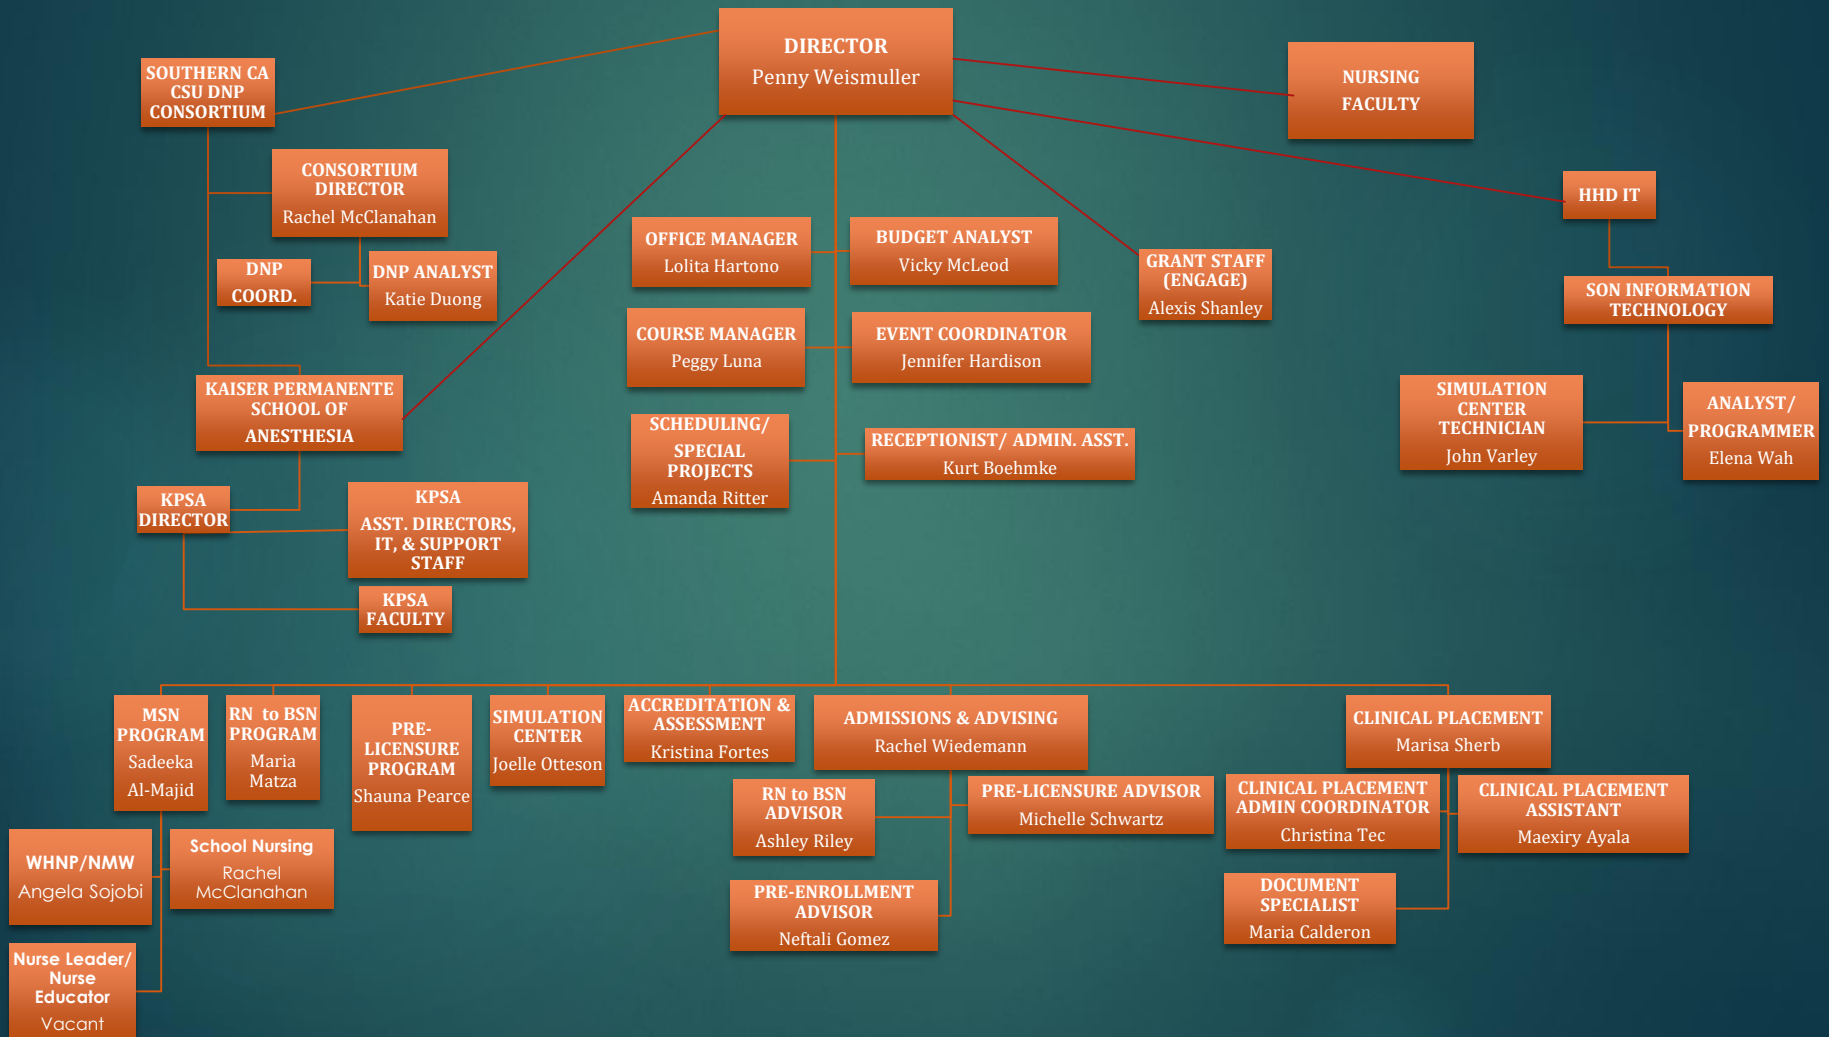 DIRECTOR
Penny Weismuller
SOUTHERN CA
CSU DNP
CONSORTIUM
NURSING
FACULTY
CONSORTIUM
DIRECTOR
Rachel McClanahan
DNP
COORD.
DNP ANALYST
Katie Duong
OFFICE MANAGER
Lolita Hartono
BUDGET ANALYST
Vicky McLeod
GRANT STAFF
(ENGAGE)
Alexis Shanley
HHD IT
SON INFORMATION
TECHNOLOGY
COURSE MANAGER
Peggy Luna
EVENT COORDINATOR
Jennifer Hardison
KAISER PERMANENTE
SCHOOL OF
ANESTHESIA
SIMULATION
CENTER
TECHNICIAN
John Varley
ANALYST/
PROGRAMMER
Elena Wah
SCHEDULING/
SPECIAL
PROJECTS
Amanda Ritter
RECEPTIONIST/ ADMIN. ASST.
Kurt Boehmke
KPSA
DIRECTOR
KPSA
ASST. DIRECTORS,
IT, & SUPPORT
STAFF
KPSA
FACULTY
MSN
PROGRAM
Sadeeka
Al-Majid
RN to BSN
PROGRAM
Maria
Matza
PRE-
LICENSURE
PROGRAM
Shauna Pearce
SIMULATION
CENTER
Joelle Otteson
ACCREDITATION &
ASSESSMENT
Kristina Fortes
ADMISSIONS & ADVISING
Rachel Wiedemann
CLINICAL PLACEMENT
Marisa Sherb
RN to BSN
ADVISOR
Ashley Riley
PRE-LICENSURE ADVISOR
Michelle Schwartz
CLINICAL PLACEMENT
ADMIN COORDINATOR
Christina Tec
CLINICAL PLACEMENT
ASSISTANT
Maexiry Ayala
WHNP/NMW
Angela Sojobi
School Nursing
Rachel
McClanahan
PRE-ENROLLMENT
ADVISOR
Neftali Gomez
DOCUMENT
SPECIALIST
Maria Calderon
Nurse Leader/
Nurse
Educator
Vacant